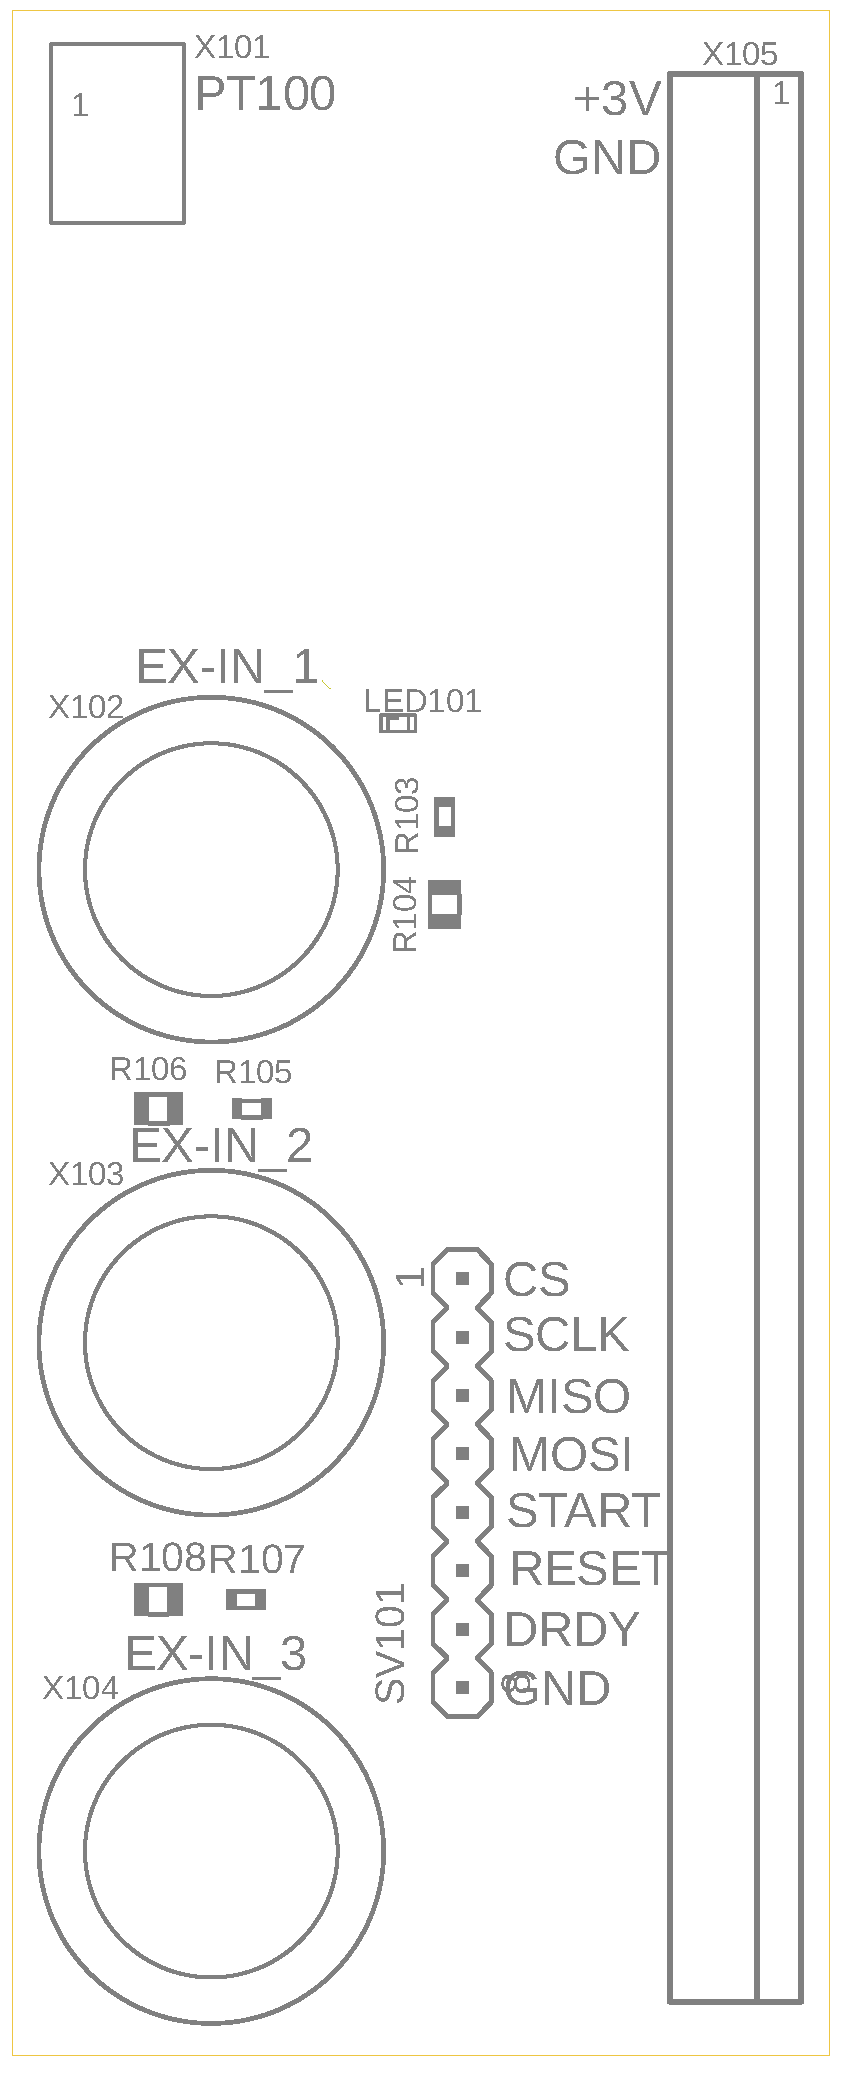 X101
PT100
1
X105
+3V
1
GND
EX-IN_1
X102
LED101
R103
R104
R106
R105
EX-IN_2
X103
1
CS
SCLK
MISO
MOSI
START
RESET
DRDY
8
GND
SV101
R108
R107
EX-IN_3
X104